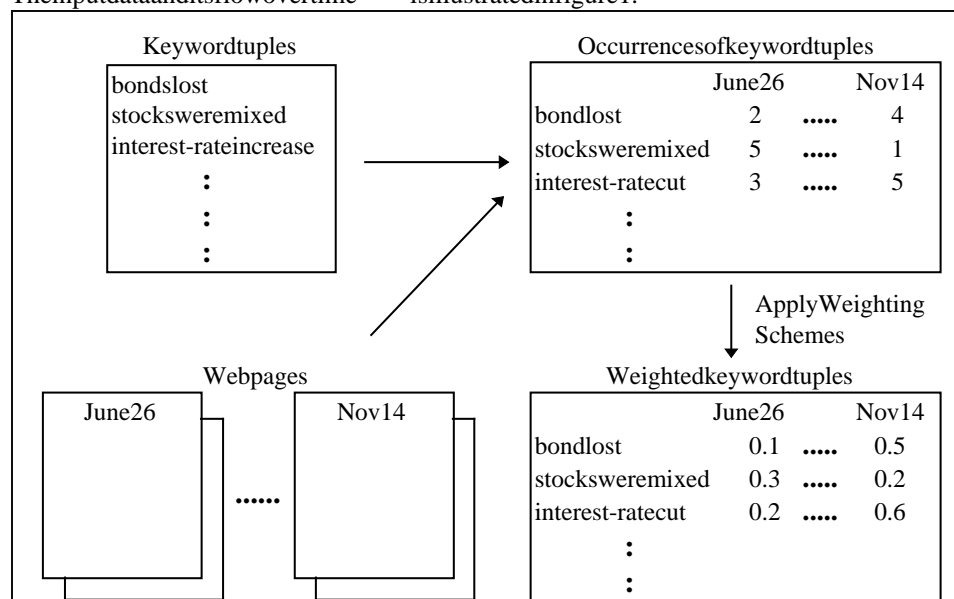 Theinputdataanditsflowovertime isillustratedinfigure1.
Keywordtuples
bondslost
stocksweremixed
interest-rateincrease
:
:
:
Occurrencesofkeywordtuples
June26 Nov14
bondlost 2 ..... 4
stocksweremixed 5 ..... 1
interest-ratecut 3 ..... 5
:
:
ApplyWeighting
Schemes
Webpages
June26
......
Nov14
Weightedkeywordtuples
June26 Nov14
bondlost 0.1 ..... 0.5
stocksweremixed 0.3 ..... 0.2
interest-ratecut 0.2 ..... 0.6
:
: